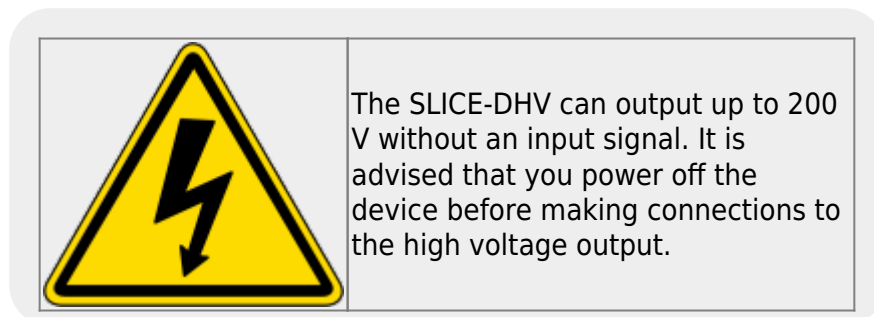 The SLICE-DHV can output up to 200
V without an input signal. It is
advised that you power off the
device before making connections to
the high voltage output.